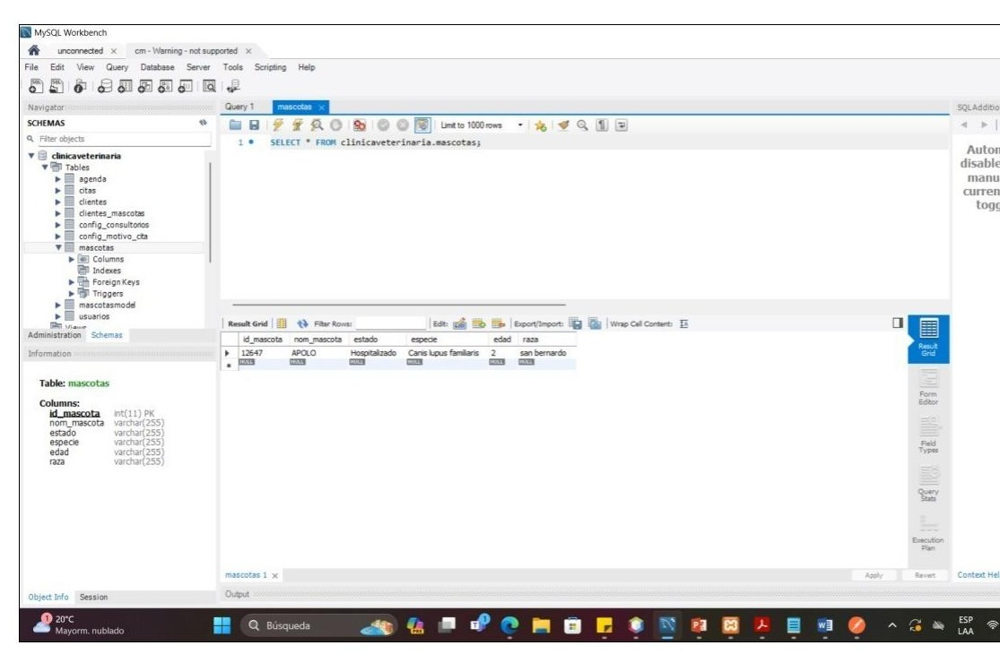 MySQL Workbench
unconnected × cm - Warning - not supported ×
File Edit View Query Database Server Tools Scripting Help
Navigator
SCHEMAS
Filter objects
clinicaveterinaria
Tables
agenda
citas
clientes
clientes_mascotas
config_consultorios
config_motivo_cita
mascotas
Columns
Indexes
Foreign Keys
Triggers
mascotasmodel
usuarios
Views
Administration Schemas
Information
Table: mascotas
Columns:
id_mascota int(11) PK
nom_mascota varchar(255)
estado varchar(255)
especie varchar(255)
edad varchar(255)
raza varchar(255)
Object Info Session
Query 1 mascotas ×
Limit to 1000 rows
1 SELECT * FROM clinicaveterinaria.mascotas;
Result Grid Filter Rows: Edit: Export/Import: Wrap Cell Content:
id_mascota nom_mascota estado especie edad raza
12647 APOLO Hospitalizado Canis lupus familiaris 2 san bernardo
NULL NULL NULL NULL NULL NULL
Result
Grid
Form
Editor
Field
Types
Query
Stats
Execution
Plan
mascotas 1 × Apply Revert
Output
SQLAdditio
Auton
disable
manu
curren
togg
Context Hel
1 20°C
Mayorm. nublado
Búsqueda
ESP
LAA